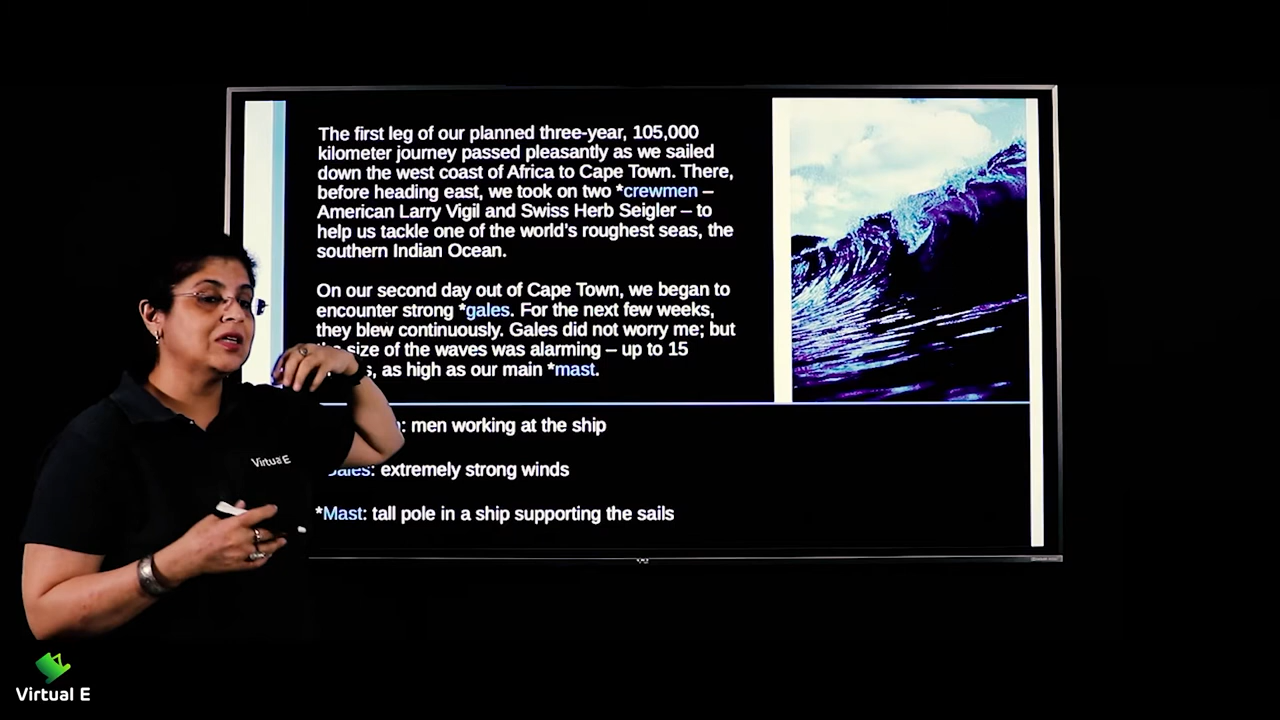 The first leg of our planned three-year, 105,000
kilometer journey passed pleasantly as we sailed
down the west coast of Africa to Cape Town. There,
before heading east, we took on two *crewmen –
American Larry Vigil and Swiss Herb Seigler – to
help us tackle one of the world's roughest seas, the
southern Indian Ocean.
On our second day out of Cape Town, we began to
encounter strong *gales. For the next few weeks,
they blew continuously. Gales did not worry me; but
the size of the waves was alarming – up to 15
as high as our main *mast.
men working at the ship
Gales: extremely strong winds
*Mast: tall pole in a ship supporting the sails
Virtual E
Virtual E